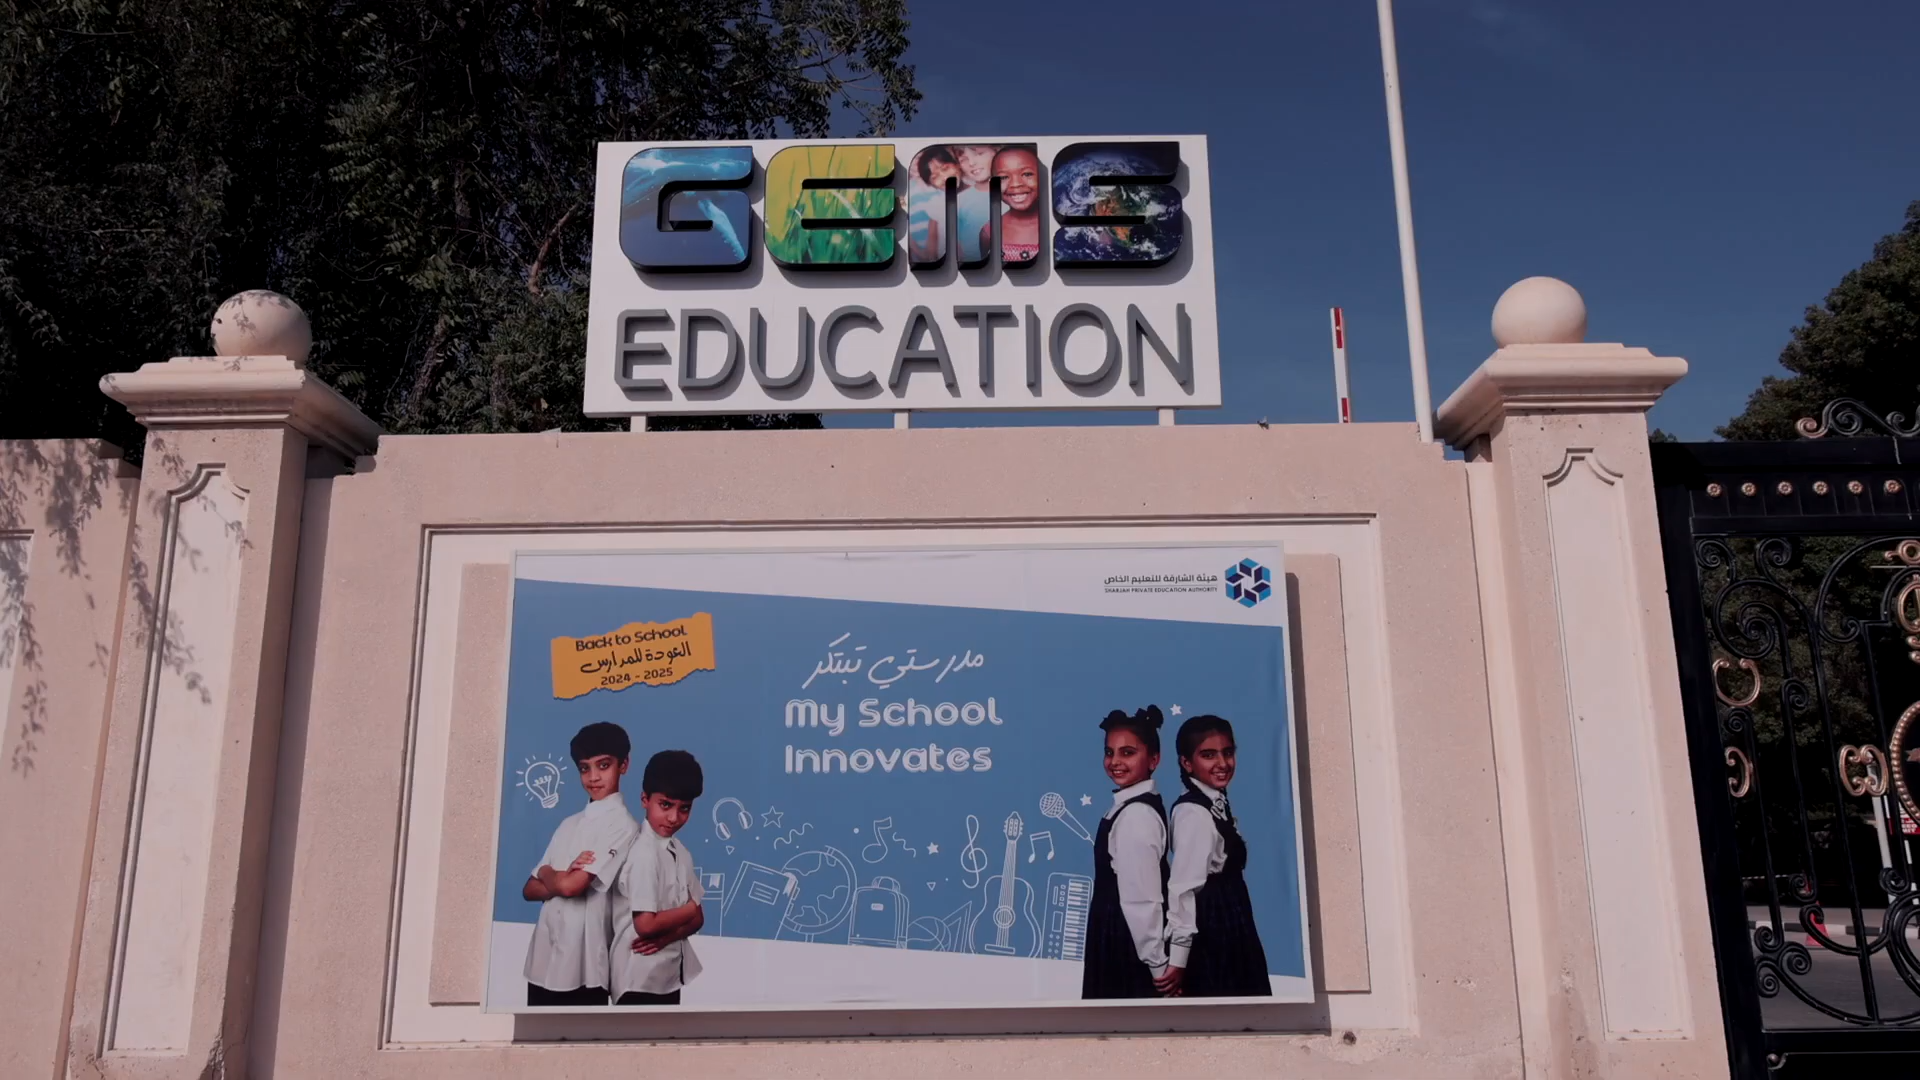 GEMS
EDUCATION
هيئة الشارقة للتعليم الخاص
SHARJAH PRIVATE EDUCATION AUTHORITY
Back to School
العودة للمدارس
2024 - 2025
مدرستي تبتكر
My School
Innovates